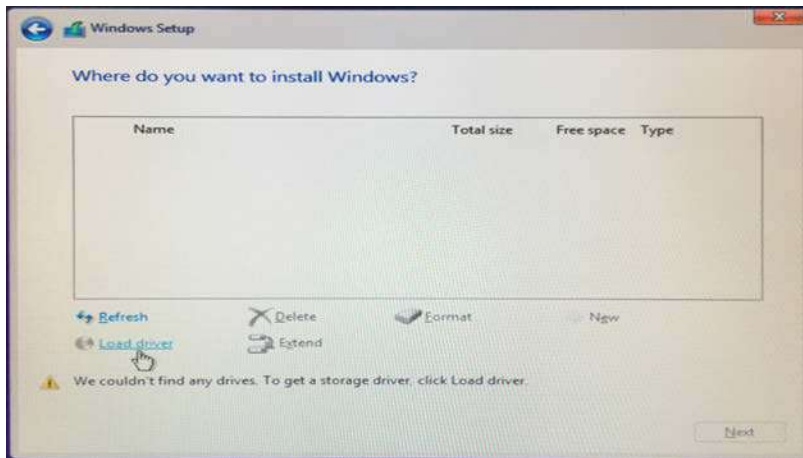 Windows Setup
Where do you want to install Windows?
Name Total size Free space Type
Refresh Delete Format New
Load driver Extend
We couldn't find any drives. To get a storage driver, click Load driver.
Next